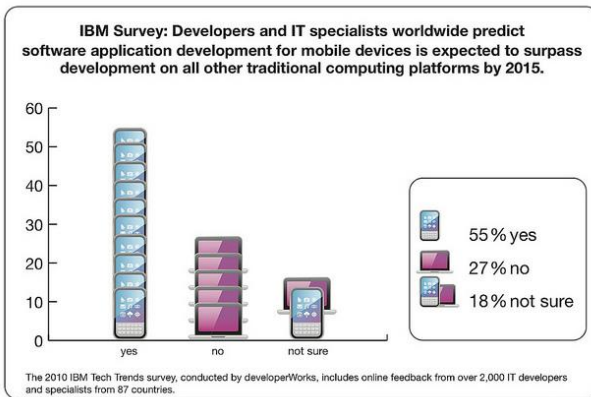 IBM Survey: Developers and IT specialists worldwide predict
software application development for mobile devices is expected to surpass
development on all other traditional computing platforms by 2015.
60
50
40
30
20
10
0
yes
no
not sure
55% yes
27% no
18% not sure
The 2010 IBM Tech Trends survey, conducted by developerWorks, includes online feedback from over 2,000 IT developers
and specialists from 87 countries.